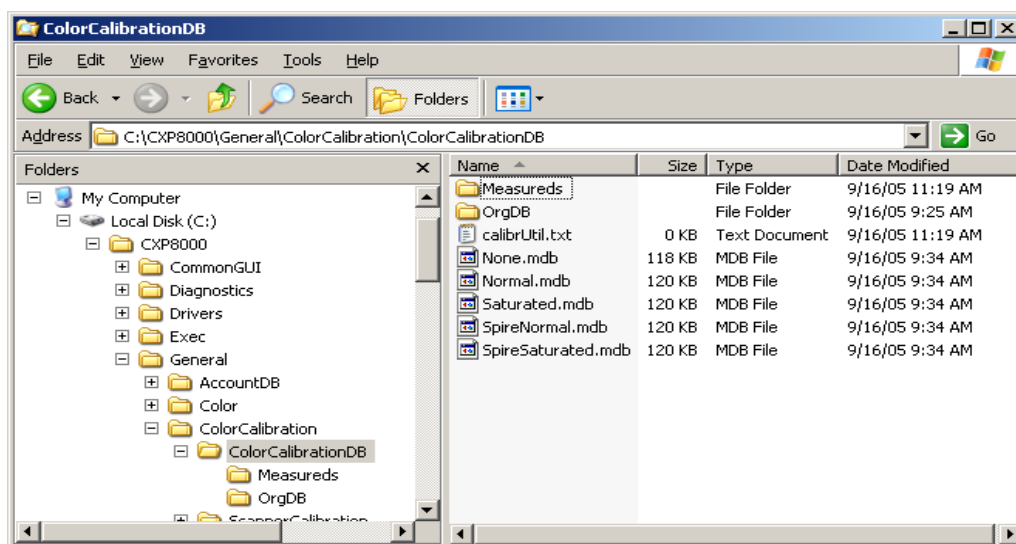 ColorCalibrationDB
File Edit View Favorites Tools Help
Back Search Folders
Address C:\CXP8000\General\ColorCalibration\ColorCalibrationDB Go
Folders
My Computer
Local Disk (C:)
CXP8000
CommonGUI
Diagnostics
Drivers
Exec
General
AccountDB
Color
ColorCalibration
ColorCalibrationDB
Measureds
OrgDB
ScannerCalibration
Name Size Type Date Modified
Measureds File Folder 9/16/05 11:19 AM
OrgDB File Folder 9/16/05 9:25 AM
calibrUtil.txt 0 KB Text Document 9/16/05 11:19 AM
None.mdb 118 KB MDB File 9/16/05 9:34 AM
Normal.mdb 120 KB MDB File 9/16/05 9:34 AM
Saturated.mdb 120 KB MDB File 9/16/05 9:34 AM
SpireNormal.mdb 120 KB MDB File 9/16/05 9:34 AM
SpireSaturated.mdb 120 KB MDB File 9/16/05 9:34 AM